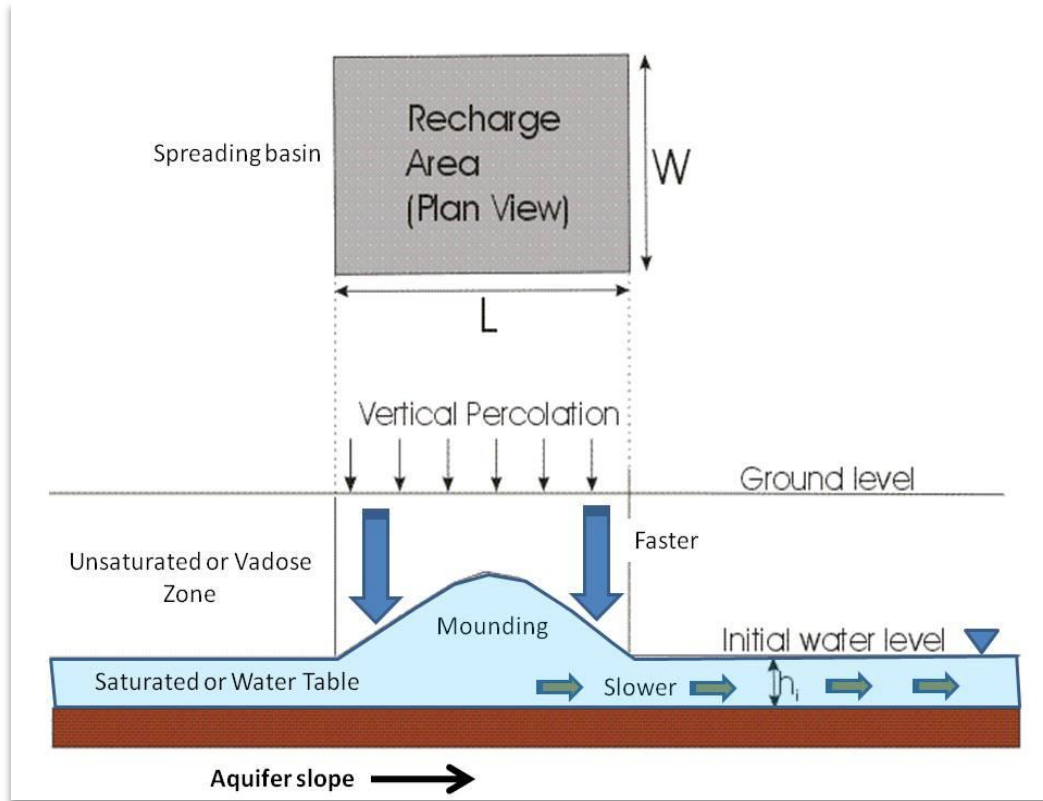 Spreading basin
Recharge
Area
(Plan View)
W
L
Vertical Percolation
Ground level
Unsaturated or Vadose
Zone
Faster
Mounding
Initial water level
Saturated or Water Table
Slower
hi
Aquifer slope